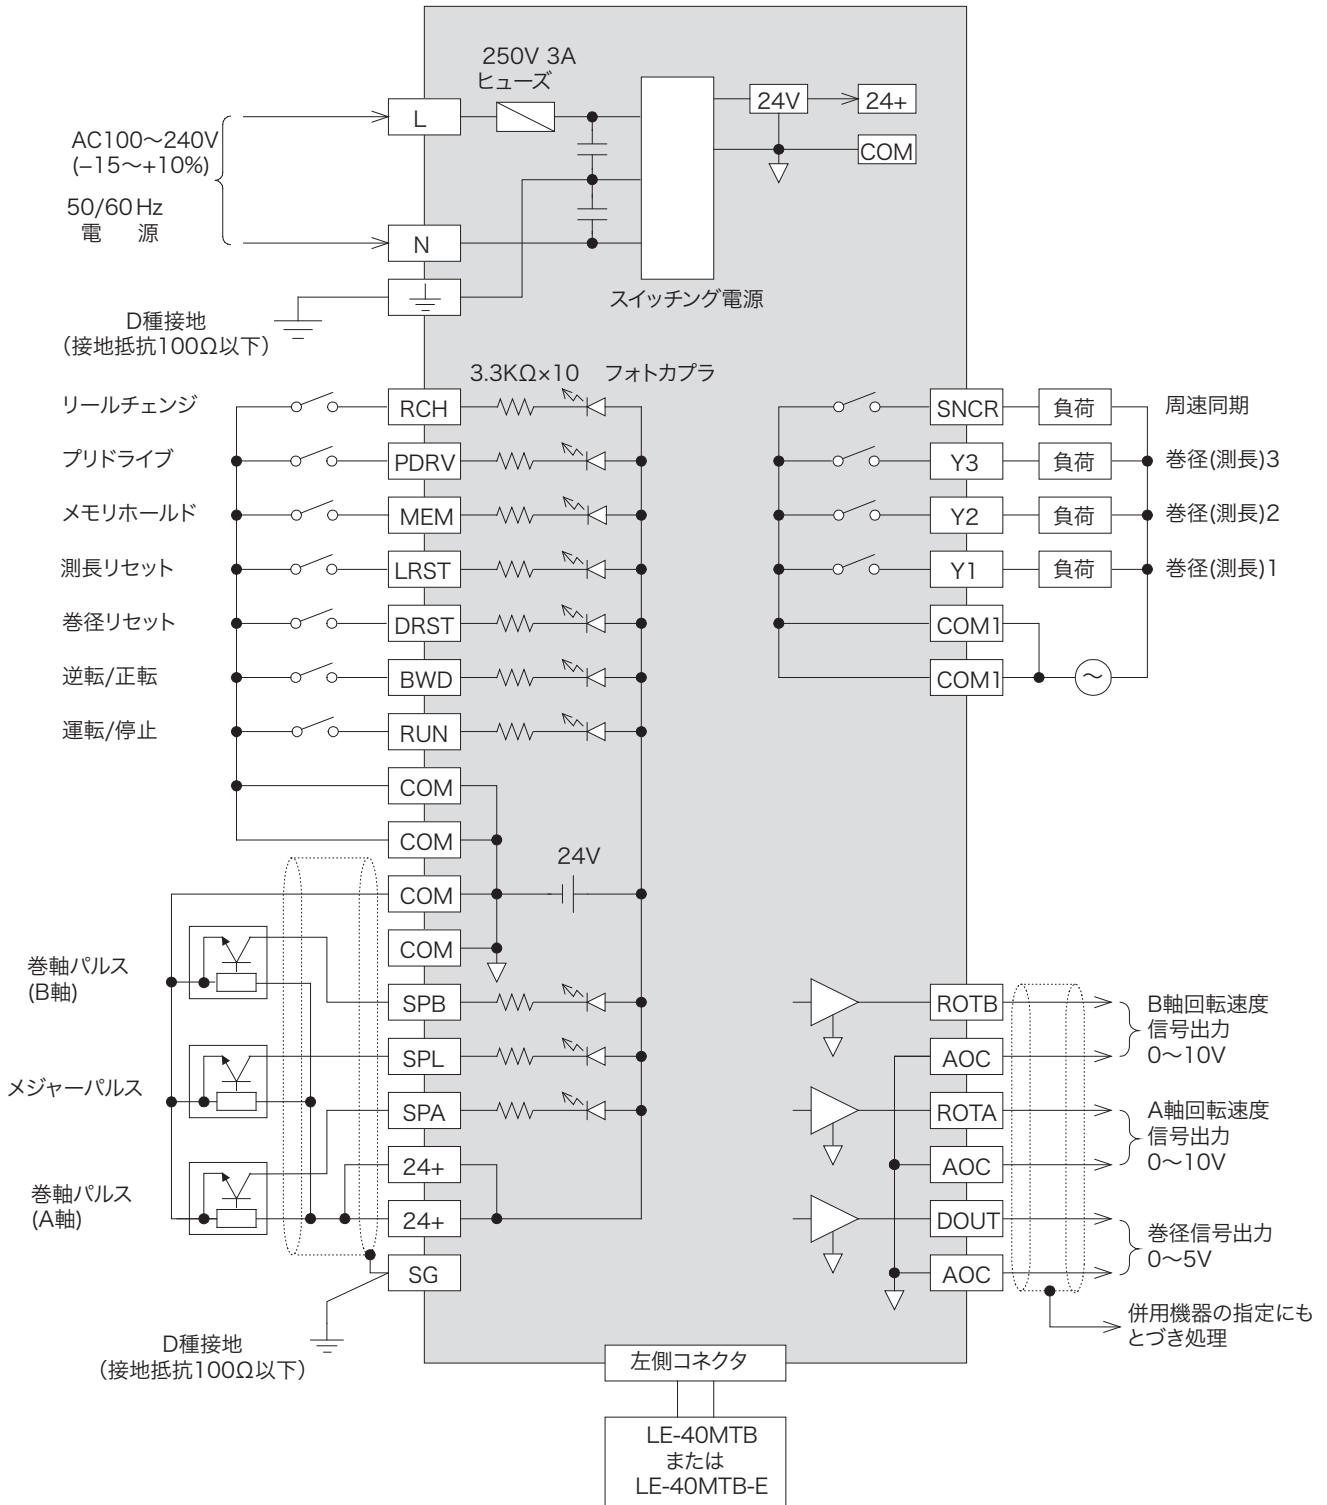 250V 3A
ヒューズ
L
24V
24+
COM
AC100〜240V
(–15〜+10%)
50/60Hz
電　源
N
スイッチング電源
D種接地
(接地抵抗100Ω以下)
3.3KΩ×10
フォトカプラ
リールチェンジ
RCH
SNCR
負荷
周速同期
プリドライブ
PDRV
Y3
負荷
巻径(測長)3
メモリホールド
MEM
Y2
負荷
巻径(測長)2
測長リセット
LRST
Y1
負荷
巻径(測長)1
巻径リセット
DRST
COM1
逆転/正転
BWD
COM1
〜
運転/停止
RUN
COM
COM
24V
COM
COM
巻軸パルス
(B軸)
SPB
メジャーパルス
SPL
SPA
24+
巻軸パルス
(A軸)
24+
SG
D種接地
(接地抵抗100Ω以下)
ROTB
AOC
B軸回転速度
信号出力
0〜10V
ROTA
AOC
A軸回転速度
信号出力
0〜10V
DOUT
AOC
巻径信号出力
0〜5V
併用機器の指定にも
とづき処理
左側コネクタ
LE-40MTB
または
LE-40MTB-E